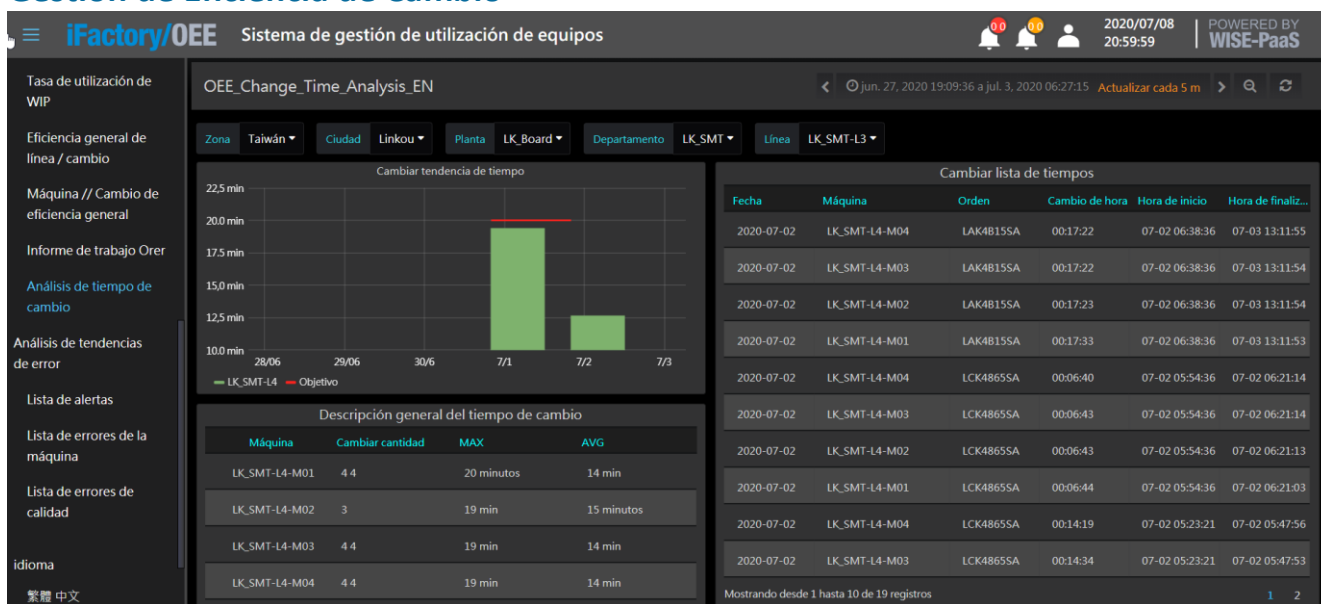 iFactory/OEE Sistema de gestión de utilización de equipos
00 00 2020/07/08 POWERED BY
20:59:59 WISE-PaaS
Tasa de utilización de
WIP
Eficiencia general de
línea / cambio
Máquina // Cambio de
eficiencia general
Informe de trabajo Orer
Análisis de tiempo de
cambio
Análisis de tendencias
de error
Lista de alertas
Lista de errores de la
máquina
Lista de errores de
calidad
idioma
繁體 中文
OEE_Change_Time_Analysis_EN
jun. 27, 2020 19:09:36 a jul. 3, 2020 06:27:15 Actualizar cada 5 m
Zona Taiwán Ciudad Linkou Planta LK_Board Departamento LK_SMT Línea LK_SMT-L3
Cambiar tendencia de tiempo
22,5 min
20.0 min
17.5 min
15,0 min
12,5 min
10.0 min
28/06 29/06 30/6 7/1 7/2 7/3
LK_SMT-L4 Objetivo
Descripción general del tiempo de cambio
Máquina Cambiar cantidad MAX AVG
LK_SMT-L4-M01 4 4 20 minutos 14 min
LK_SMT-L4-M02 3 19 min 15 minutos
LK_SMT-L4-M03 4 4 19 min 14 min
LK_SMT-L4-M04 4 4 19 min 14 min
Cambiar lista de tiempos
Fecha Máquina Orden Cambio de hora Hora de inicio Hora de finaliz...
2020-07-02 LK_SMT-L4-M04 LAK4B15SA 00:17:22 07-02 06:38:36 07-03 13:11:55
2020-07-02 LK_SMT-L4-M03 LAK4B15SA 00:17:22 07-02 06:38:36 07-03 13:11:54
2020-07-02 LK_SMT-L4-M02 LAK4B15SA 00:17:23 07-02 06:38:36 07-03 13:11:54
2020-07-02 LK_SMT-L4-M01 LAK4B15SA 00:17:33 07-02 06:38:36 07-03 13:11:53
2020-07-02 LK_SMT-L4-M04 LCK4865SA 00:06:40 07-02 05:54:36 07-02 06:21:14
2020-07-02 LK_SMT-L4-M03 LCK4865SA 00:06:43 07-02 05:54:36 07-02 06:21:14
2020-07-02 LK_SMT-L4-M02 LCK4865SA 00:06:43 07-02 05:54:36 07-02 06:21:13
2020-07-02 LK_SMT-L4-M01 LCK4865SA 00:06:44 07-02 05:54:36 07-02 06:21:03
2020-07-02 LK_SMT-L4-M04 LCK4865SA 00:14:19 07-02 05:23:21 07-02 05:47:56
2020-07-02 LK_SMT-L4-M03 LCK4865SA 00:14:34 07-02 05:23:21 07-02 05:47:53
Mostrando desde 1 hasta 10 de 19 registros 1 2